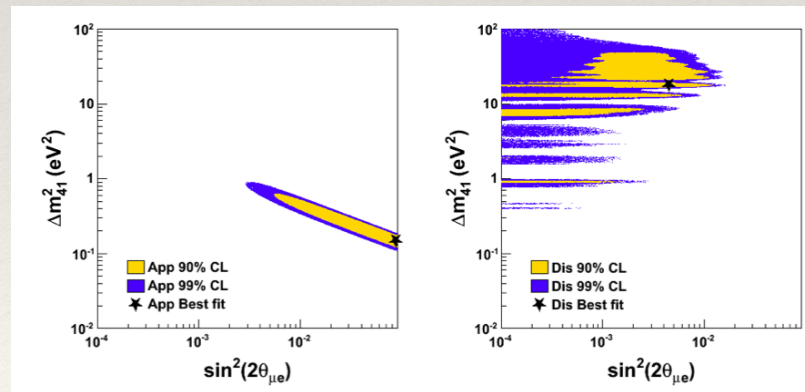 10²
10
1
10⁻¹
10⁻²
Δm²₄₁ (eV²)
App 90% CL
App 99% CL
App Best fit
10⁻⁴
10⁻³
10⁻²
sin²(2θμe)
10²
10
1
10⁻¹
10⁻²
Δm²₄₁ (eV²)
Dis 90% CL
Dis 99% CL
Dis Best fit
10⁻⁴
10⁻³
10⁻²
sin²(2θμe)